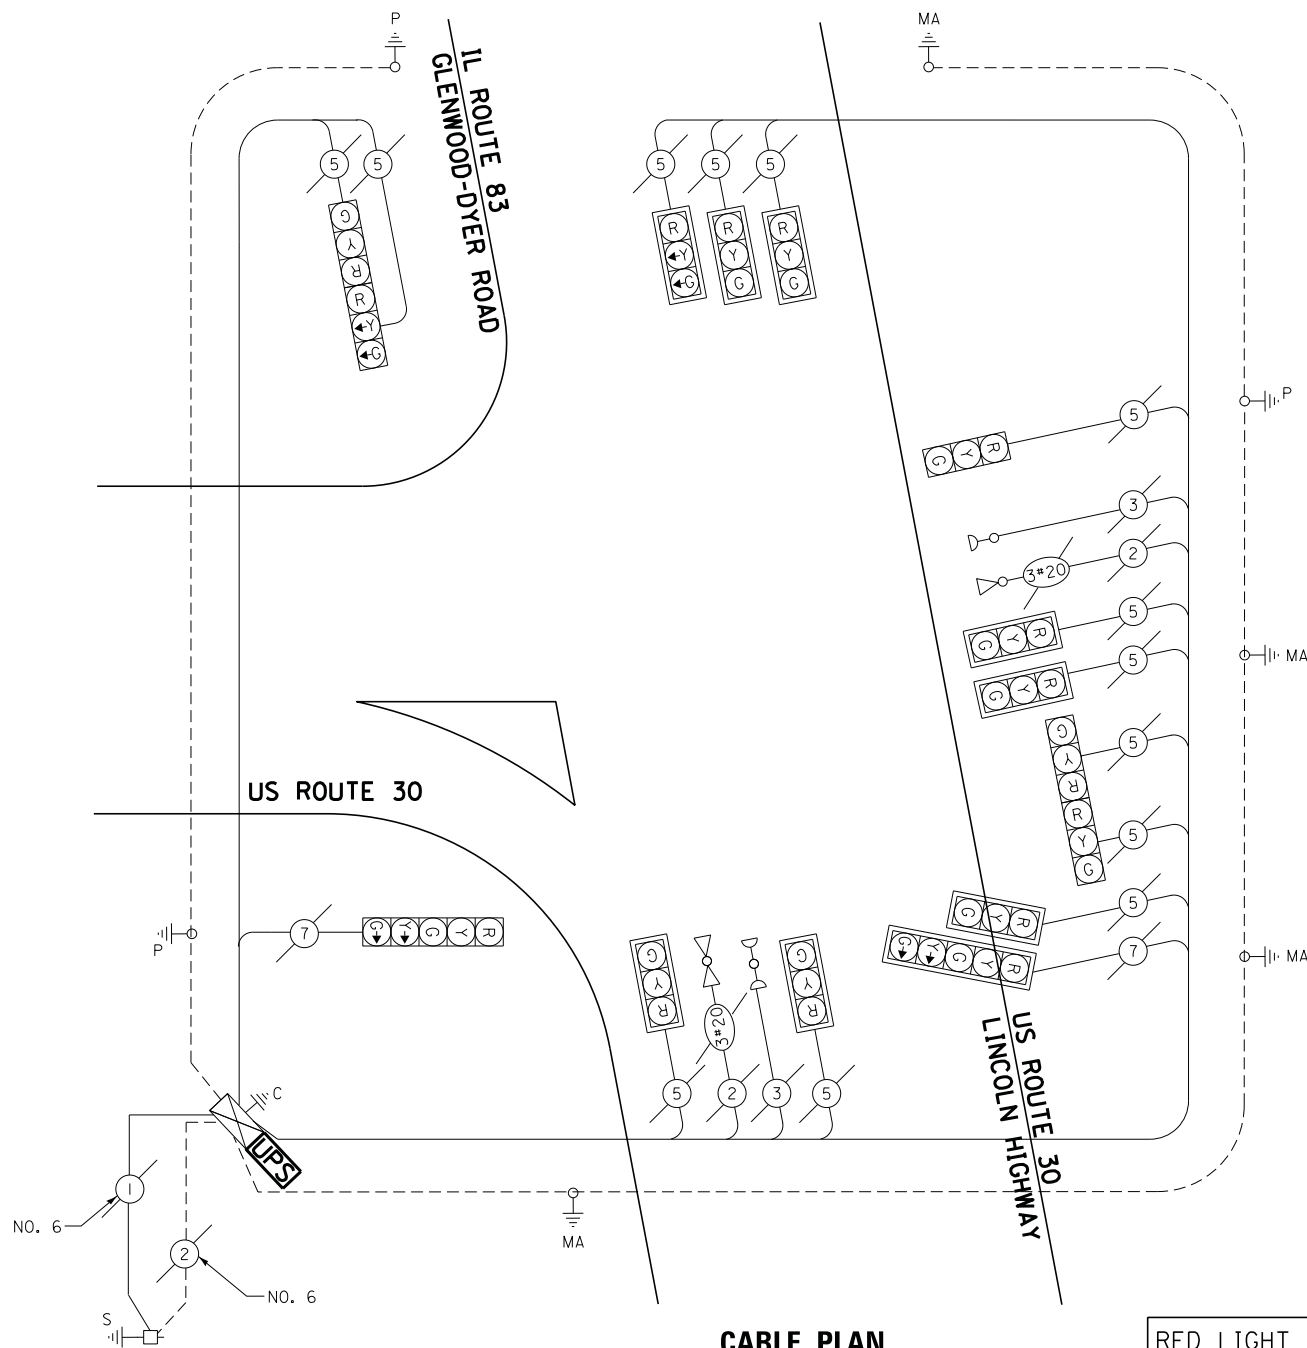 P
MA
IL ROUTE 83
GLENWOOD-DYER ROAD
5
5
5
5
5
G
Y
R
R
Y
G
R
Y
G
R
Y
G
R
Y
G
P
5
G Y R
3
2
3#20
MA
5
G Y R
5
G Y R
5
G
Y
R
R
Y
G
5
US ROUTE 30
5
G Y R
7
G Y G Y R
MA
P
7
G Y G Y R
G
Y
R
3#20
G
Y
R
5
2
3
5
US ROUTE 30
LINCOLN HIGHWAY
C
UPS
1
NO. 6
2
NO. 6
MA
S
CABLE PLAN
RED LIGHT